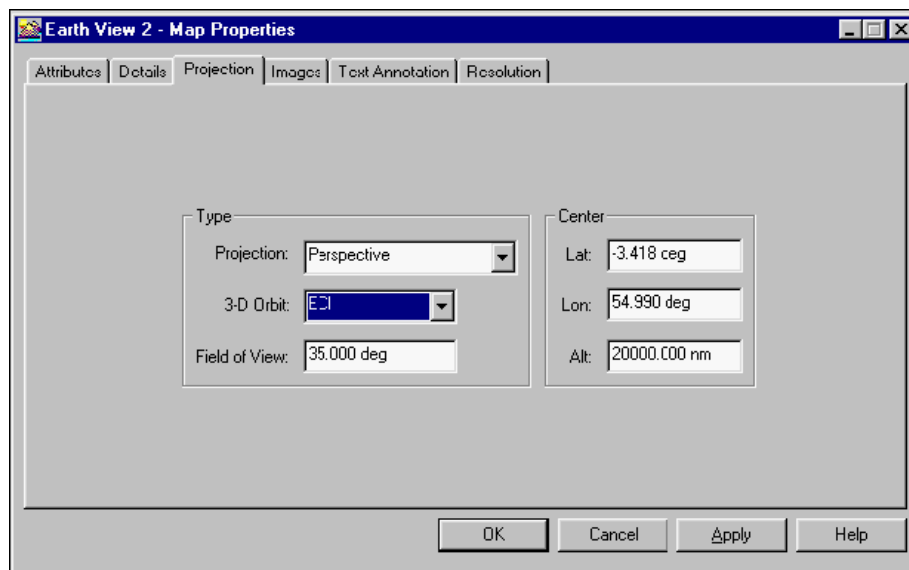 Earth View 2 - Map Properties
Attributes Details Projection Images Text Annotation Resolution
Type
Projection: Perspective
3-D Orbit: ECI
Field of View: 35.000 deg
Center
Lat: -3.418 deg
Lon: 54.990 deg
Alt: 20000.000 nm
OK Cancel Apply Help